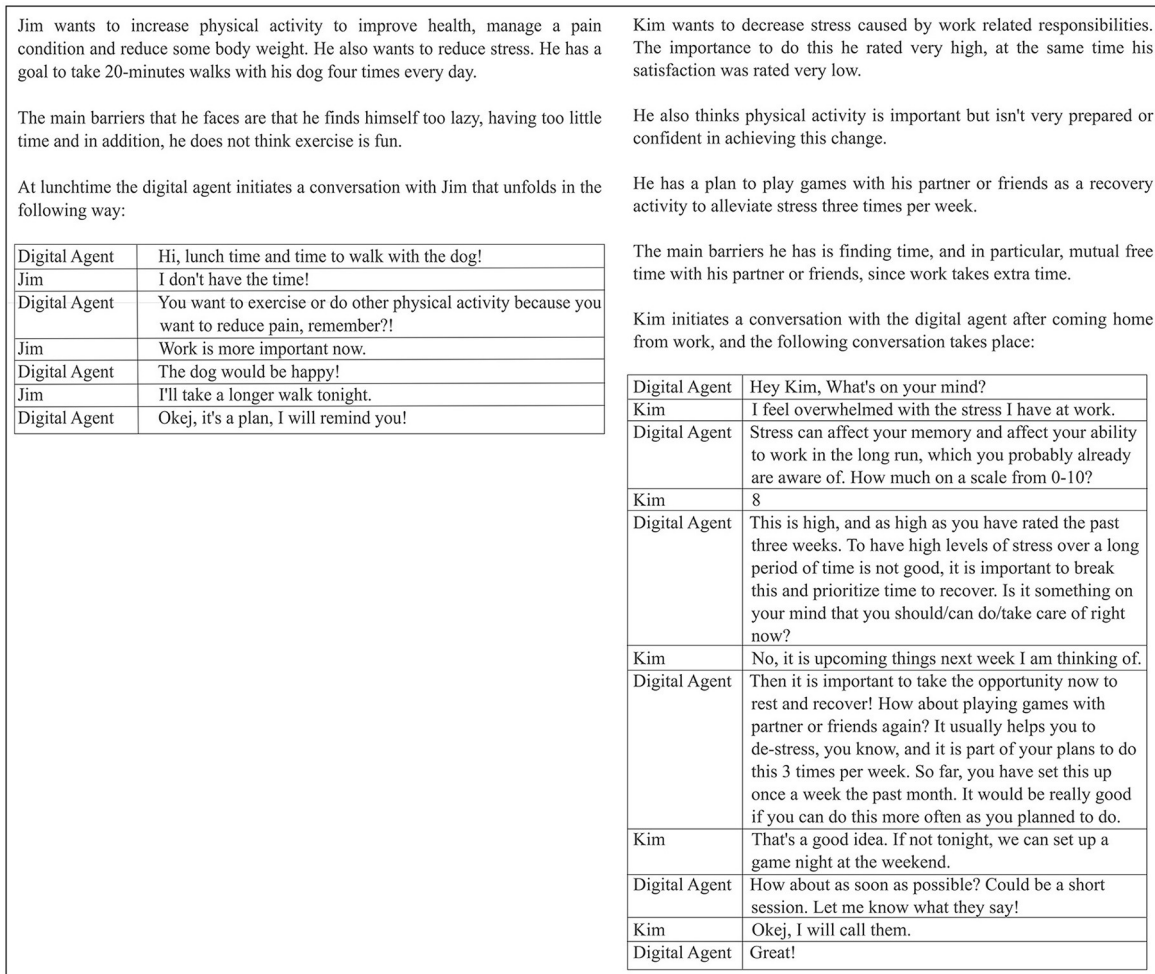 Jim wants to increase physical activity to improve health, manage a pain
condition and reduce some body weight. He also wants to reduce stress. He has a
goal to take 20-minutes walks with his dog four times every day.
The main barriers that he faces are that he finds himself too lazy, having too little
time and in addition, he does not think exercise is fun.
At lunchtime the digital agent initiates a conversation with Jim that unfolds in the
following way:
Digital Agent Hi, lunch time and time to walk with the dog!
Jim I don't have the time!
Digital Agent You want to exercise or do other physical activity because you
want to reduce pain, remember?!
Jim Work is more important now.
Digital Agent The dog would be happy!
Jim I'll take a longer walk tonight.
Digital Agent Okej, it's a plan, I will remind you!
Kim wants to decrease stress caused by work related responsibilities.
The importance to do this he rated very high, at the same time his
satisfaction was rated very low.
He also thinks physical activity is important but isn't very prepared or
confident in achieving this change.
He has a plan to play games with his partner or friends as a recovery
activity to alleviate stress three times per week.
The main barriers he has is finding time, and in particular, mutual free
time with his partner or friends, since work takes extra time.
Kim initiates a conversation with the digital agent after coming home
from work, and the following conversation takes place:
Digital Agent Hey Kim, What's on your mind?
Kim I feel overwhelmed with the stress I have at work.
Digital Agent Stress can affect your memory and affect your ability
to work in the long run, which you probably already
are aware of. How much on a scale from 0-10?
Kim 8
Digital Agent This is high, and as high as you have rated the past
three weeks. To have high levels of stress over a long
period of time is not good, it is important to break
this and prioritize time to recover. Is it something on
your mind that you should/can do/take care of right
now?
Kim No, it is upcoming things next week I am thinking of.
Digital Agent Then it is important to take the opportunity now to
rest and recover! How about playing games with
partner or friends again? It usually helps you to
de-stress, you know, and it is part of your plans to do
this 3 times per week. So far, you have set this up
once a week the past month. It would be really good
if you can do this more often as you planned to do.
Kim That's a good idea. If not tonight, we can set up a
game night at the weekend.
Digital Agent How about as soon as possible? Could be a short
session. Let me know what they say!
Kim Okej, I will call them.
Digital Agent Great!